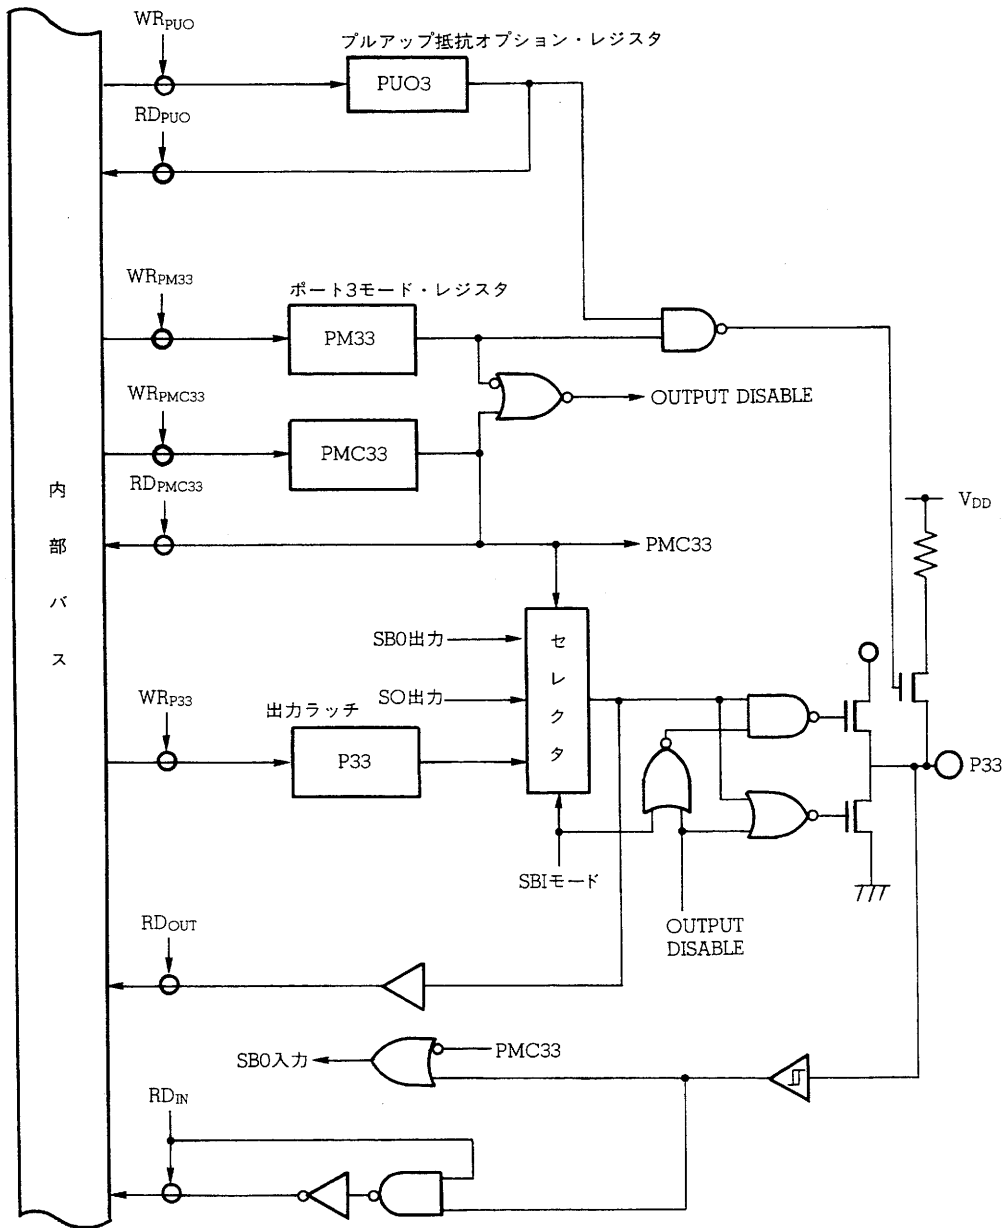 WRPUO
プルアップ抵抗オプション・レジスタ
PUO3
RDPUO
WRPM33
ポート3モード・レジスタ
PM33
WRPMC33
OUTPUT DISABLE
PMC33
RDPMC33
内部バス
VDD
PMC33
SB0出力
セレクタ
SO出力
WRP33
出力ラッチ
P33
P33
SBIモード
OUTPUT
DISABLE
RDOUT
SB0入力
PMC33
RDIN